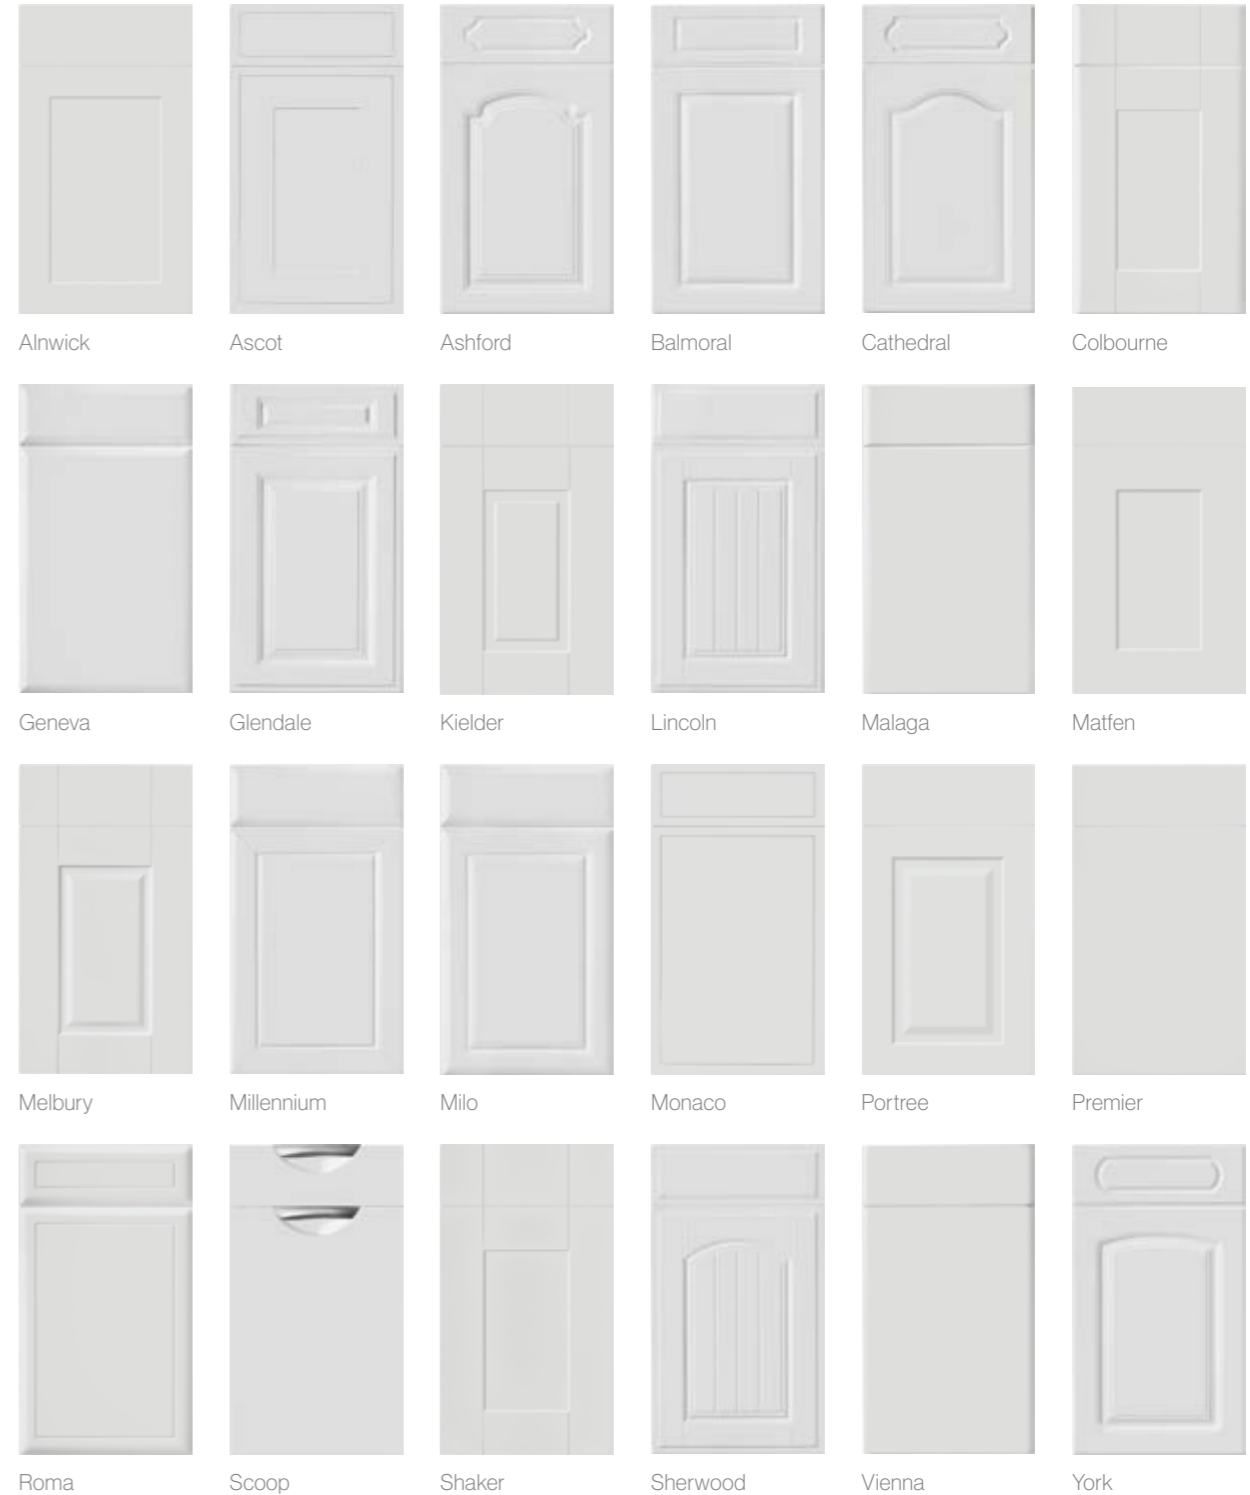 Alnwick
Ascot
Ashford
Balmoral
Cathedral
Colbourne
Geneva
Glendale
Kielder
Lincoln
Malaga
Matfen
Melbury
Millennium
Milo
Monaco
Portree
Premier
Roma
Scoop
Shaker
Sherwood
Vienna
York